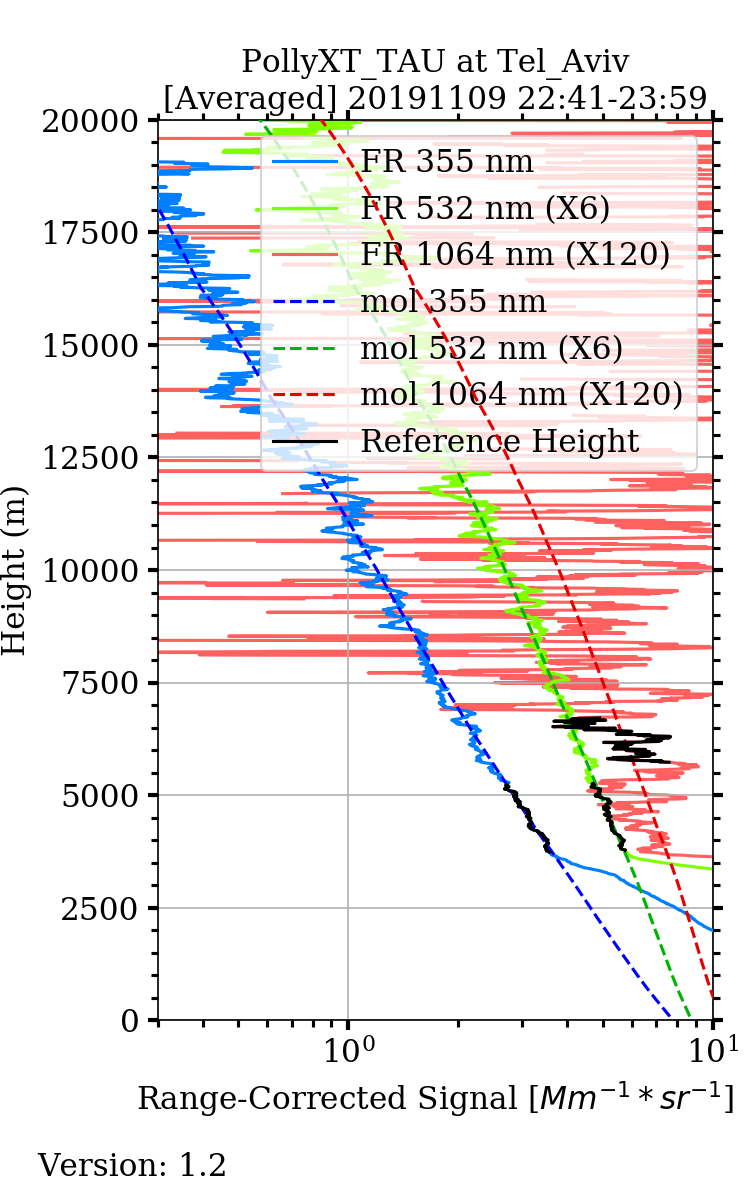 PollyXT_TAU at Tel_Aviv
[Averaged] 20191109 22:41-23:59
20000
17500
15000
12500
10000
7500
5000
2500
0
Height (m)
FR 355 nm
FR 532 nm (X6)
FR 1064 nm (X120)
mol 355 nm
mol 532 nm (X6)
mol 1064 nm (X120)
Reference Height
10⁰
10¹
Range-Corrected Signal [Mm⁻¹ * sr⁻¹]
Version: 1.2